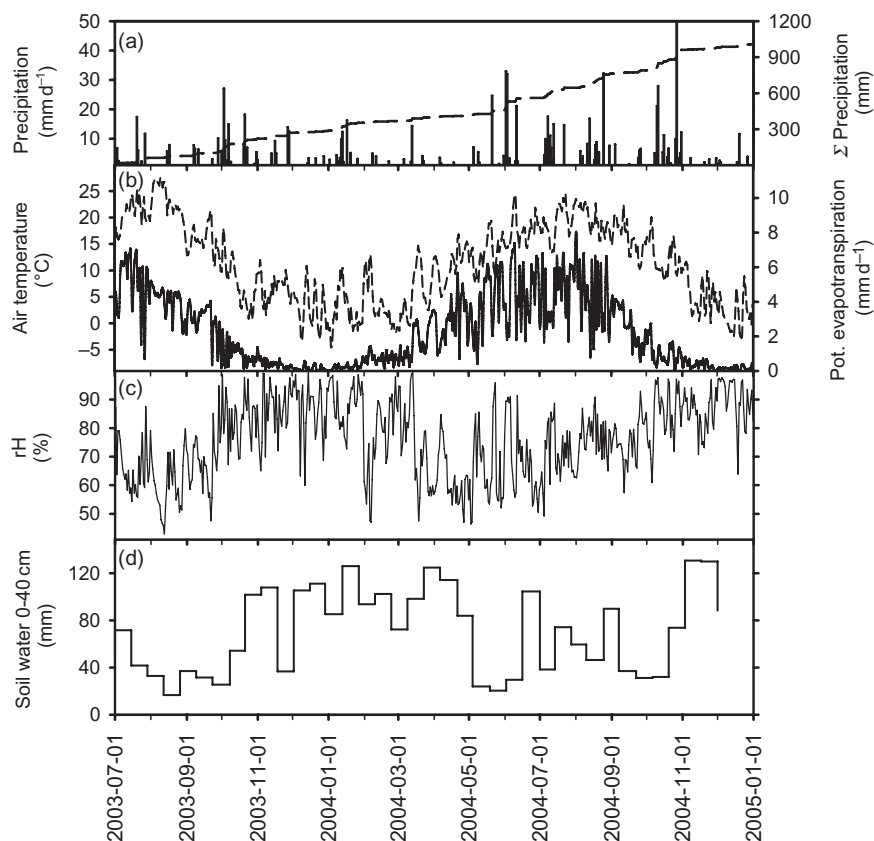 (a)
Precipitation
(mm d⁻¹)
50
40
30
20
10
1200
900
600
300
Σ Precipitation
(mm)
(b)
Air temperature
(°C)
25
20
15
10
5
0
−5
10
8
6
4
2
0
Pot. evapotranspiration
(mm d⁻¹)
(c)
rH
(%)
90
80
70
60
50
(d)
Soil water 0-40 cm
(mm)
120
80
40
0
2003-07-01
2003-09-01
2003-11-01
2004-01-01
2004-03-01
2004-05-01
2004-07-01
2004-09-01
2004-11-01
2005-01-01